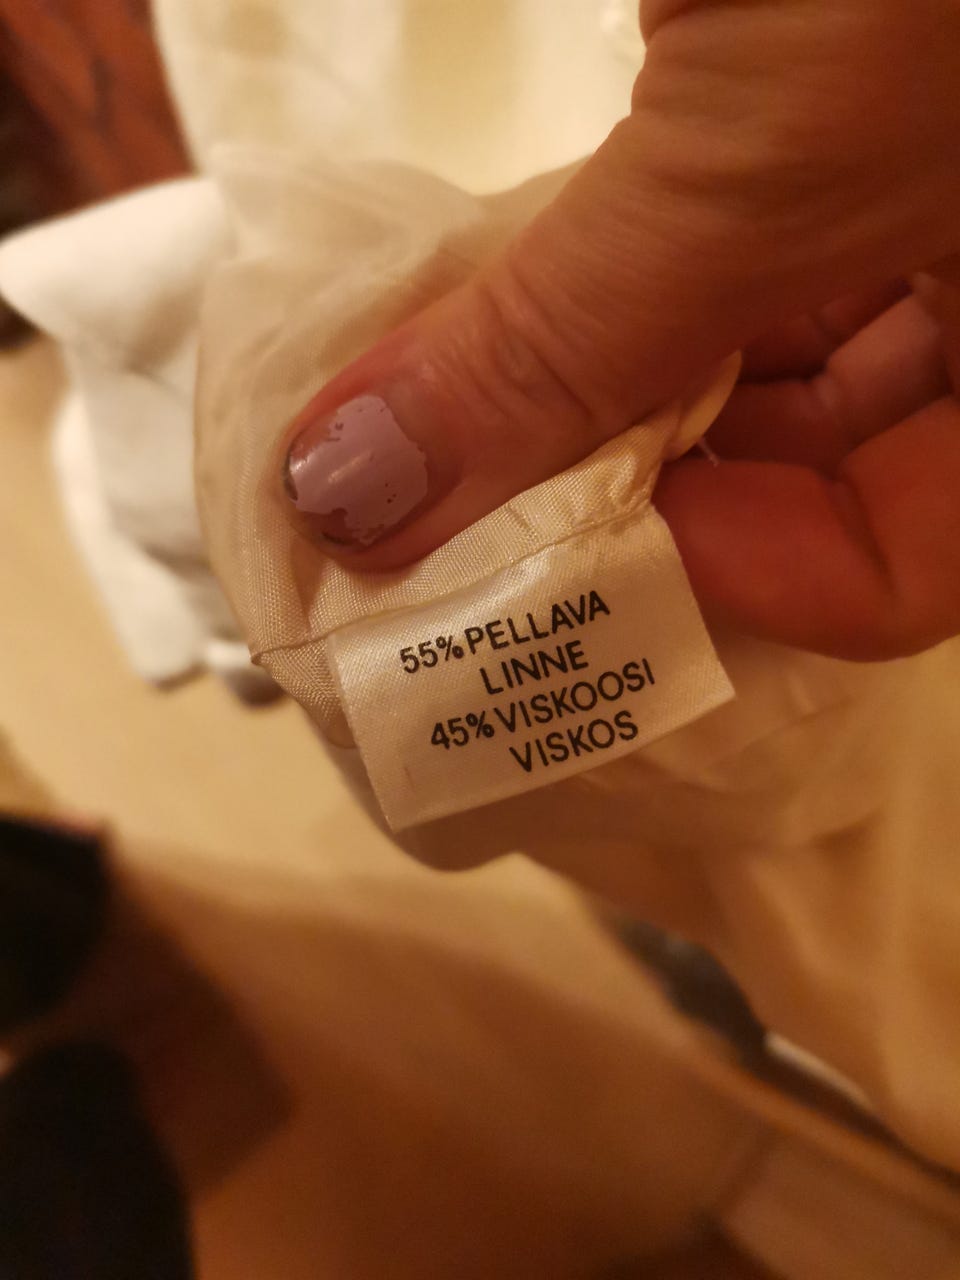 55% PELLAVA
LINNE
45% VISKOOSI
VISKOS